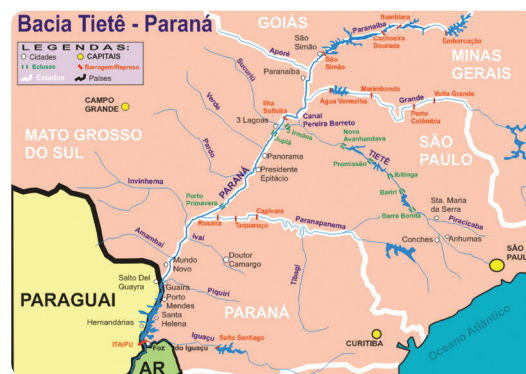 Bacia Tietê - Paraná
LEGENDAS:
Cidades
CAPITAIS
Eclusas
Barragem/Represa
Estados
Países
GOIÁS
MINAS
GERAIS
Paranaíba
Itumbiara
Cachoeira
Dourada
Emborcação
São
Simão
São
Simão
Aporé
Paranaíba
Sucuriú
Verde
Pardo
CAMPO
GRANDE
MATO GROSSO
DO SUL
Ilha
Solteira
3 Lagoas
Jupiá
3 Irmãos
Canal
Pereira Barreto
Água Vermelha
Marimbondo
Grande
Volta Grande
Porto
Colômbia
SÃO
PAULO
Nova
Avanhandava
Promissão
TIETÊ
Ibitinga
Bariri
Barra Bonita
Sta. Maria
da Serra
Piracicaba
Conches
Anhumas
SÃO
PAUL
Panorama
Presidente
Epitácio
PARANÁ
Porto
Primavera
Invinhema
Rosana
Taquaruçu
Capivara
Paranapanema
Amambai
Ivaí
Doutor
Camargo
Tibagi
Mundo
Novo
Salto Del
Guayra
Guaíra
Porto
Mendes
Santa
Helena
Piquiri
PARANÁ
PARAGUAI
Hernandárias
ITAIPU
Foz do Iguaçu
Iguaçu
Salto Santiago
AR
CURITIBA
Oceano Atlântico